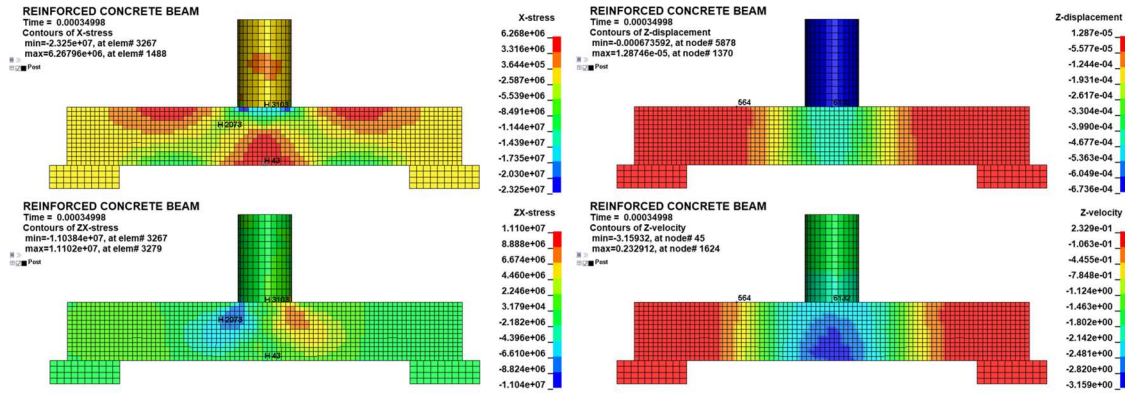 REINFORCED CONCRETE BEAM
Time = 0.00034998
Contours of X-stress
min=-2.325e+07, at elem# 3267
max=6.26796e+06, at elem# 1488
Post
H 3103
H 2073
H 43
X-stress
6.268e+06
3.316e+06
3.644e+05
-2.587e+06
-5.539e+06
-8.491e+06
-1.144e+07
-1.439e+07
-1.735e+07
-2.030e+07
-2.325e+07
REINFORCED CONCRETE BEAM
Time = 0.00034998
Contours of Z-displacement
min=-0.000673592, at node# 5878
max=1.28746e-05, at node# 1370
Post
564
6132
Z-displacement
1.287e-05
-5.577e-05
-1.244e-04
-1.931e-04
-2.617e-04
-3.304e-04
-3.990e-04
-4.677e-04
-5.363e-04
-6.049e-04
-6.736e-04
REINFORCED CONCRETE BEAM
Time = 0.00034998
Contours of ZX-stress
min=-1.10384e+07, at elem# 3267
max=1.1102e+07, at elem# 3279
Post
H 3103
H 2073
H 43
ZX-stress
1.110e+07
8.888e+06
6.674e+06
4.460e+06
2.246e+06
3.179e+04
-2.182e+06
-4.396e+06
-6.610e+06
-8.824e+06
-1.104e+07
REINFORCED CONCRETE BEAM
Time = 0.00034998
Contours of Z-velocity
min=-3.15932, at node# 45
max=0.232912, at node# 1624
Post
564
6132
Z-velocity
2.329e-01
-1.063e-01
-4.455e-01
-7.848e-01
-1.124e+00
-1.463e+00
-1.802e+00
-2.142e+00
-2.481e+00
-2.820e+00
-3.159e+00